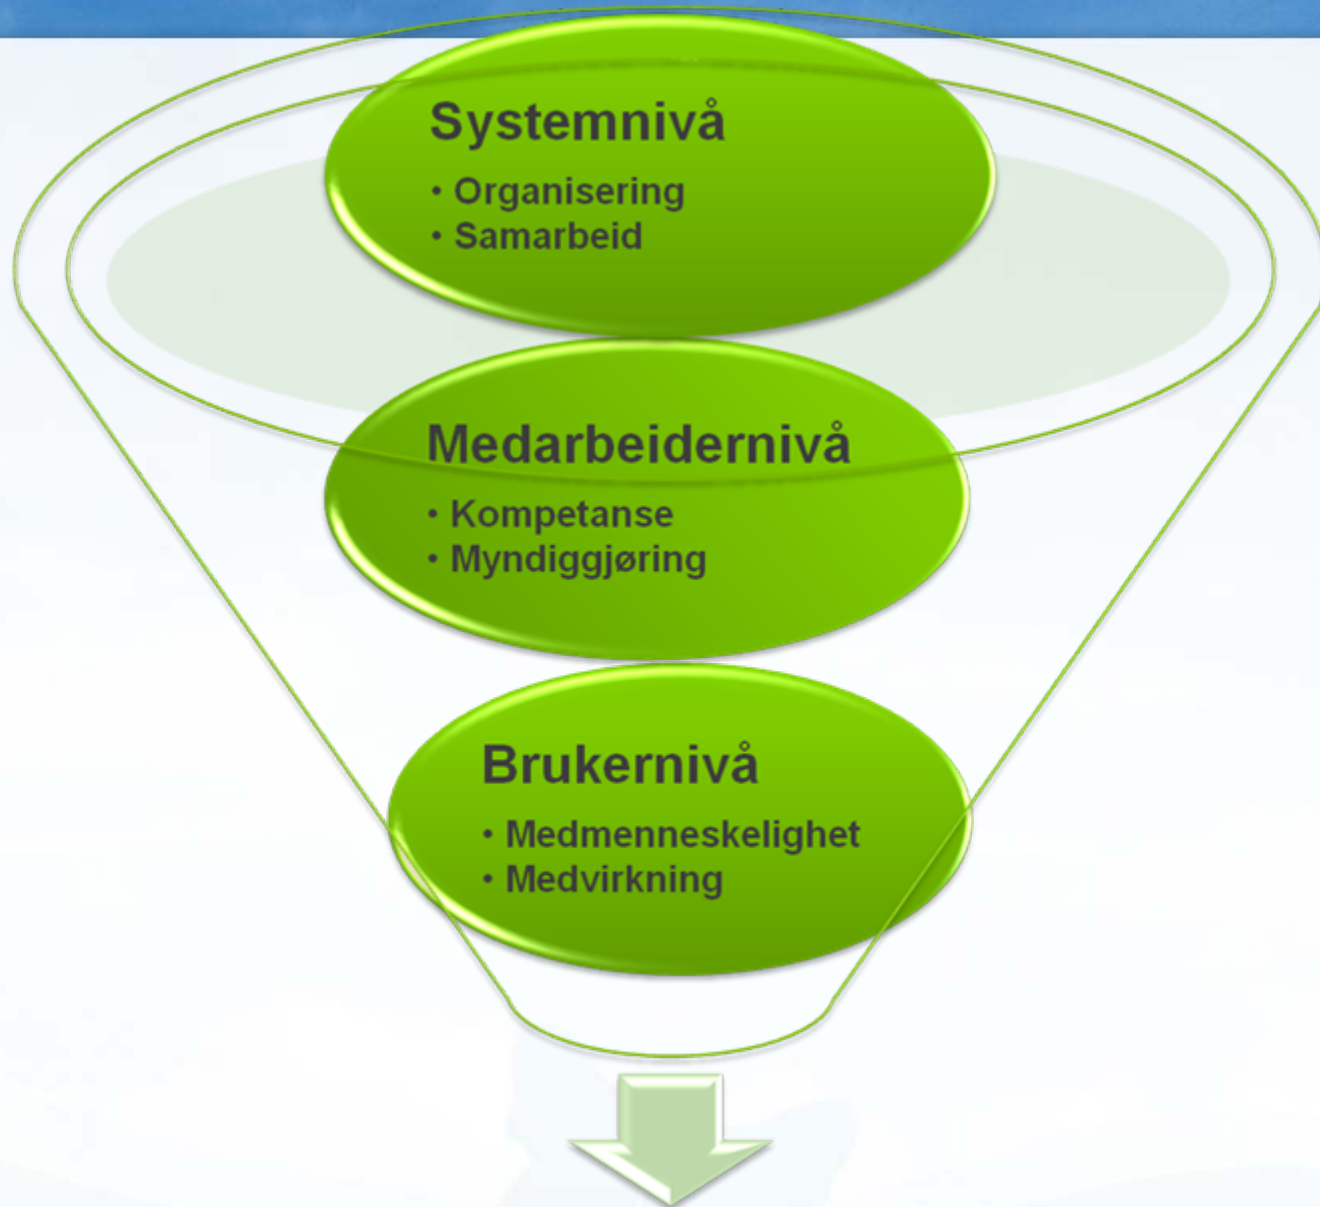 Systemnivå
• Organisering
• Samarbeid
Medarbeidernivå
• Kompetanse
• Myndiggjøring
Brukernivå
• Medmenneskelighet
• Medvirkning